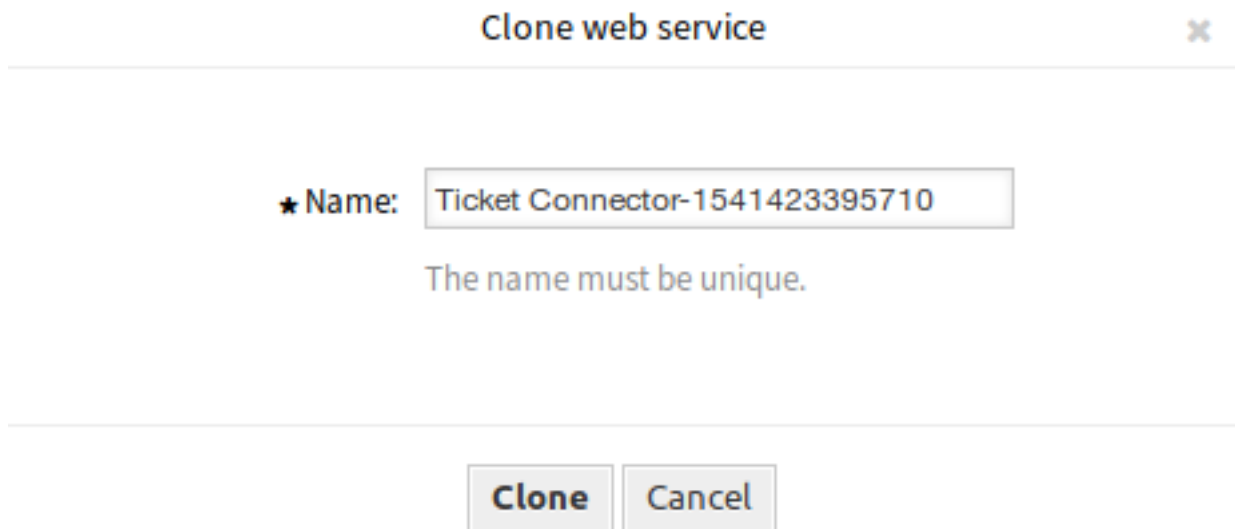 Clone web service
★ Name: Ticket Connector-1541423395710
The name must be unique.
Clone Cancel